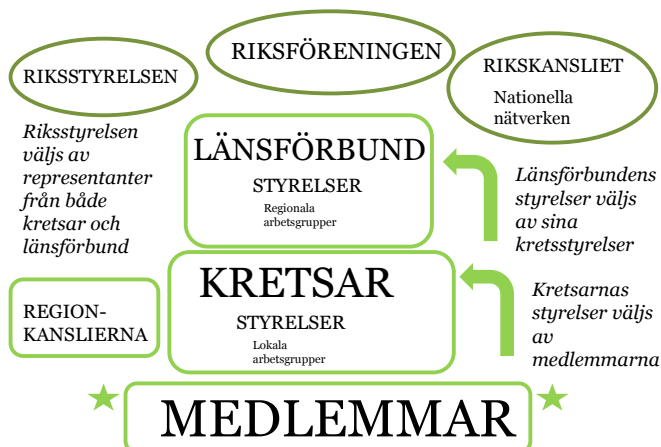 RIKSFÖRENINGEN
RIKSSTYRELSEN
RIKSKANSLIET
Nationella
nätverken
Riksstyrelsen
väljs av
representanter
från både
kretsar och
länsförbund
LÄNSFÖRBUND
STYRELSER
Regionala
arbetsgrupper
Länsförbundens
styrelser väljs
av sina
kretsstyrelser
REGION-
KANSLIERNA
KRETSAR
STYRELSER
Lokala
arbetsgrupper
Kretsarnas
styrelser väljs
av
medlemmarna
MEDLEMMAR